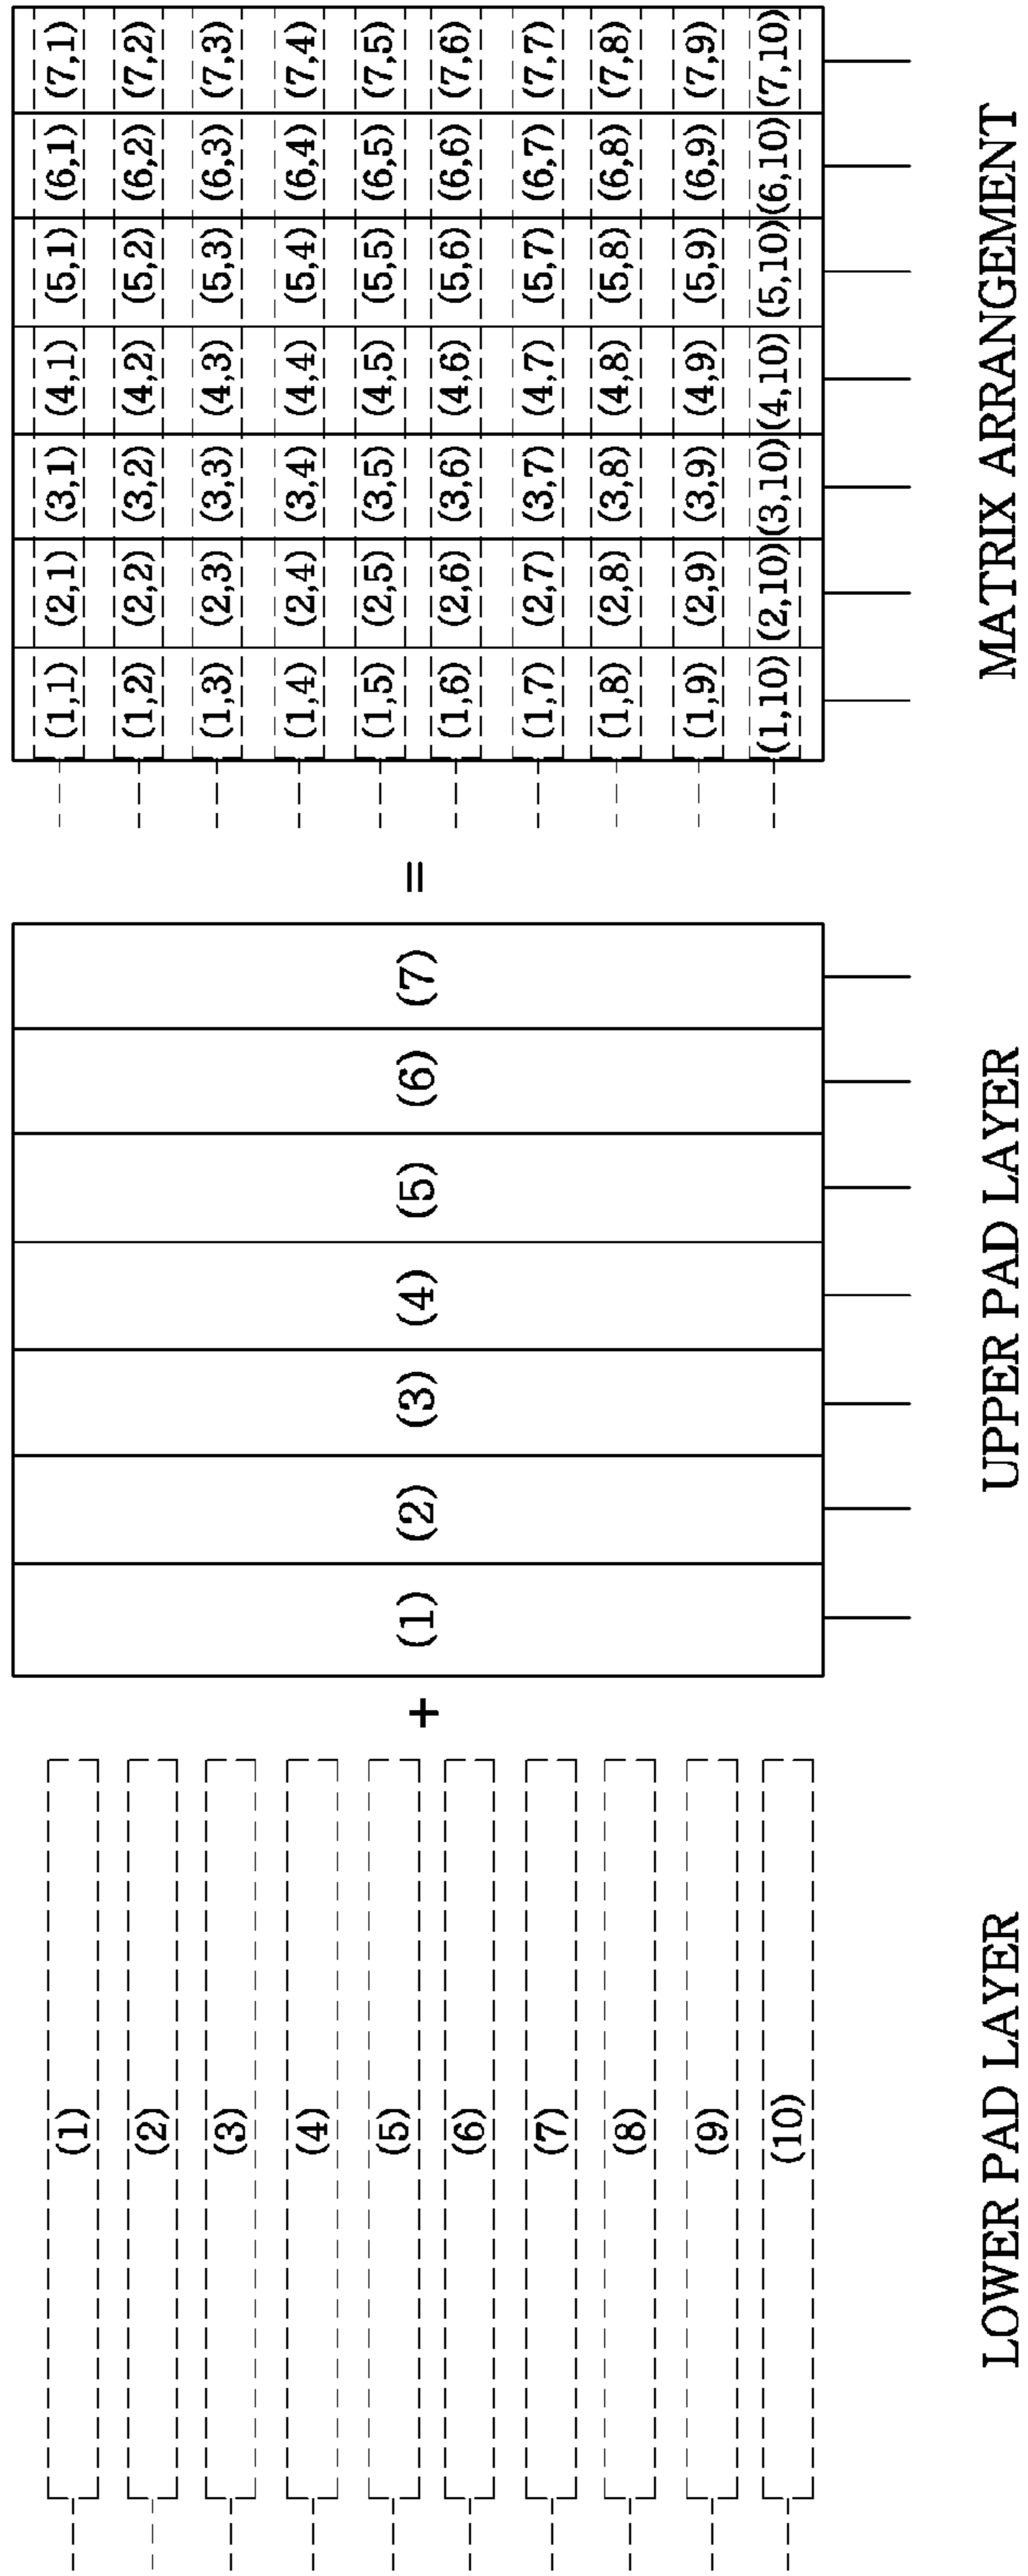 (1)
(2)
(3)
(4)
(5)
(6)
(7)
(8)
(9)
(10)
LOWER PAD LAYER
+
(1) (2) (3) (4) (5) (6) (7)
UPPER PAD LAYER
=
(1,1) (2,1) (3,1) (4,1) (5,1) (6,1) (7,1)
(1,2) (2,2) (3,2) (4,2) (5,2) (6,2) (7,2)
(1,3) (2,3) (3,3) (4,3) (5,3) (6,3) (7,3)
(1,4) (2,4) (3,4) (4,4) (5,4) (6,4) (7,4)
(1,5) (2,5) (3,5) (4,5) (5,5) (6,5) (7,5)
(1,6) (2,6) (3,6) (4,6) (5,6) (6,6) (7,6)
(1,7) (2,7) (3,7) (4,7) (5,7) (6,7) (7,7)
(1,8) (2,8) (3,8) (4,8) (5,8) (6,8) (7,8)
(1,9) (2,9) (3,9) (4,9) (5,9) (6,9) (7,9)
(1,10) (2,10) (3,10) (4,10) (5,10) (6,10) (7,10)
MATRIX ARRANGEMENT